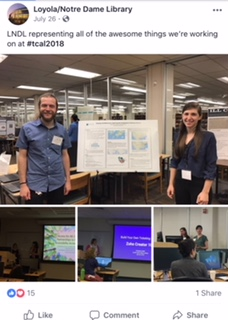 Loyola/Notre Dame Library
July 26 ·
LNDL representing all of the awesome things we're working
on at #tcal2018
15
1 Share
Like
Comment
Share